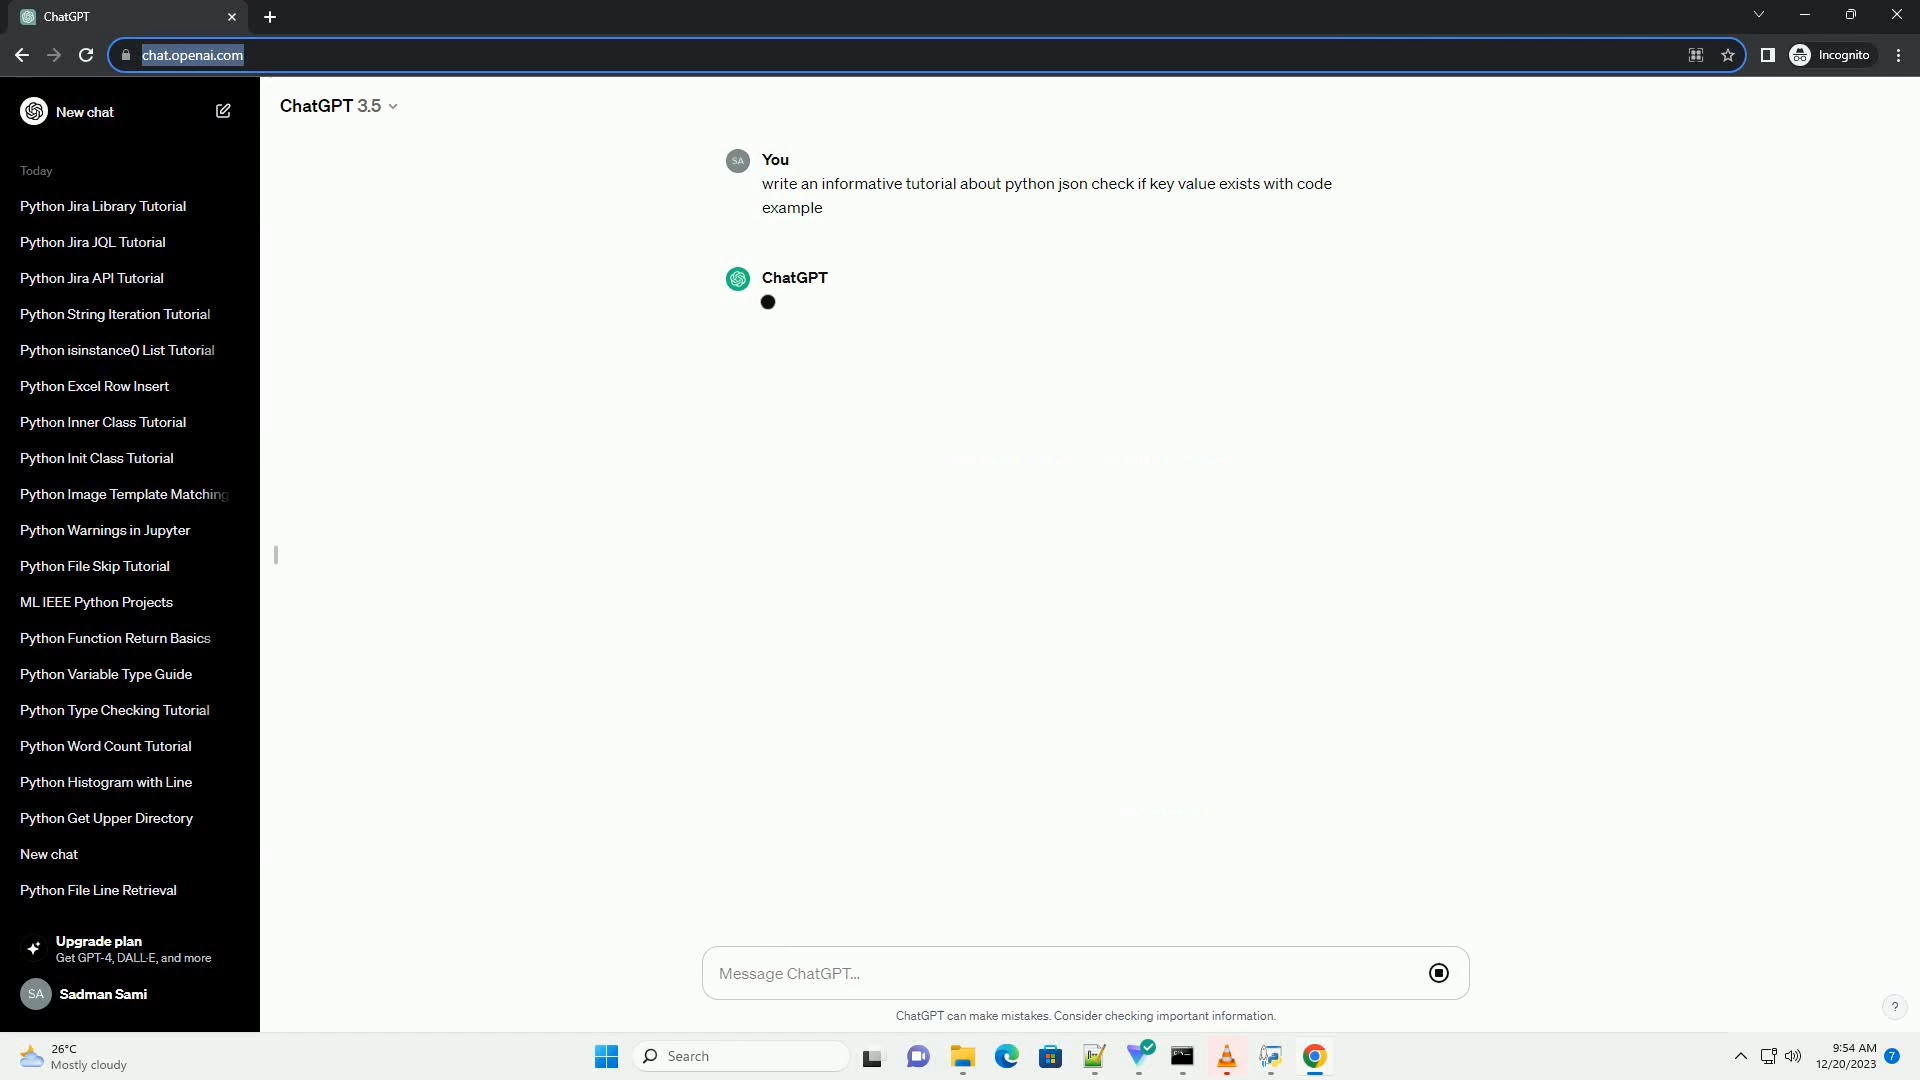 ChatGPT
chat.openai.com
Incognito
New chat
Today
Python Jira Library Tutorial
Python Jira JQL Tutorial
Python Jira API Tutorial
Python String Iteration Tutorial
Python isinstance() List Tutorial
Python Excel Row Insert
Python Inner Class Tutorial
Python Init Class Tutorial
Python Image Template Matching
Python Warnings in Jupyter
Python File Skip Tutorial
ML IEEE Python Projects
Python Function Return Basics
Python Variable Type Guide
Python Type Checking Tutorial
Python Word Count Tutorial
Python Histogram with Line
Python Get Upper Directory
New chat
Python File Line Retrieval
Upgrade plan
Get GPT-4, DALL·E, and more
SA Sadman Sami
ChatGPT 3.5
SA You
write an informative tutorial about python json check if key value exists with code
example
ChatGPT
Message ChatGPT...
ChatGPT can make mistakes. Consider checking important information.
?
26°C
Mostly cloudy
Search
9:54 AM
12/20/2023
7